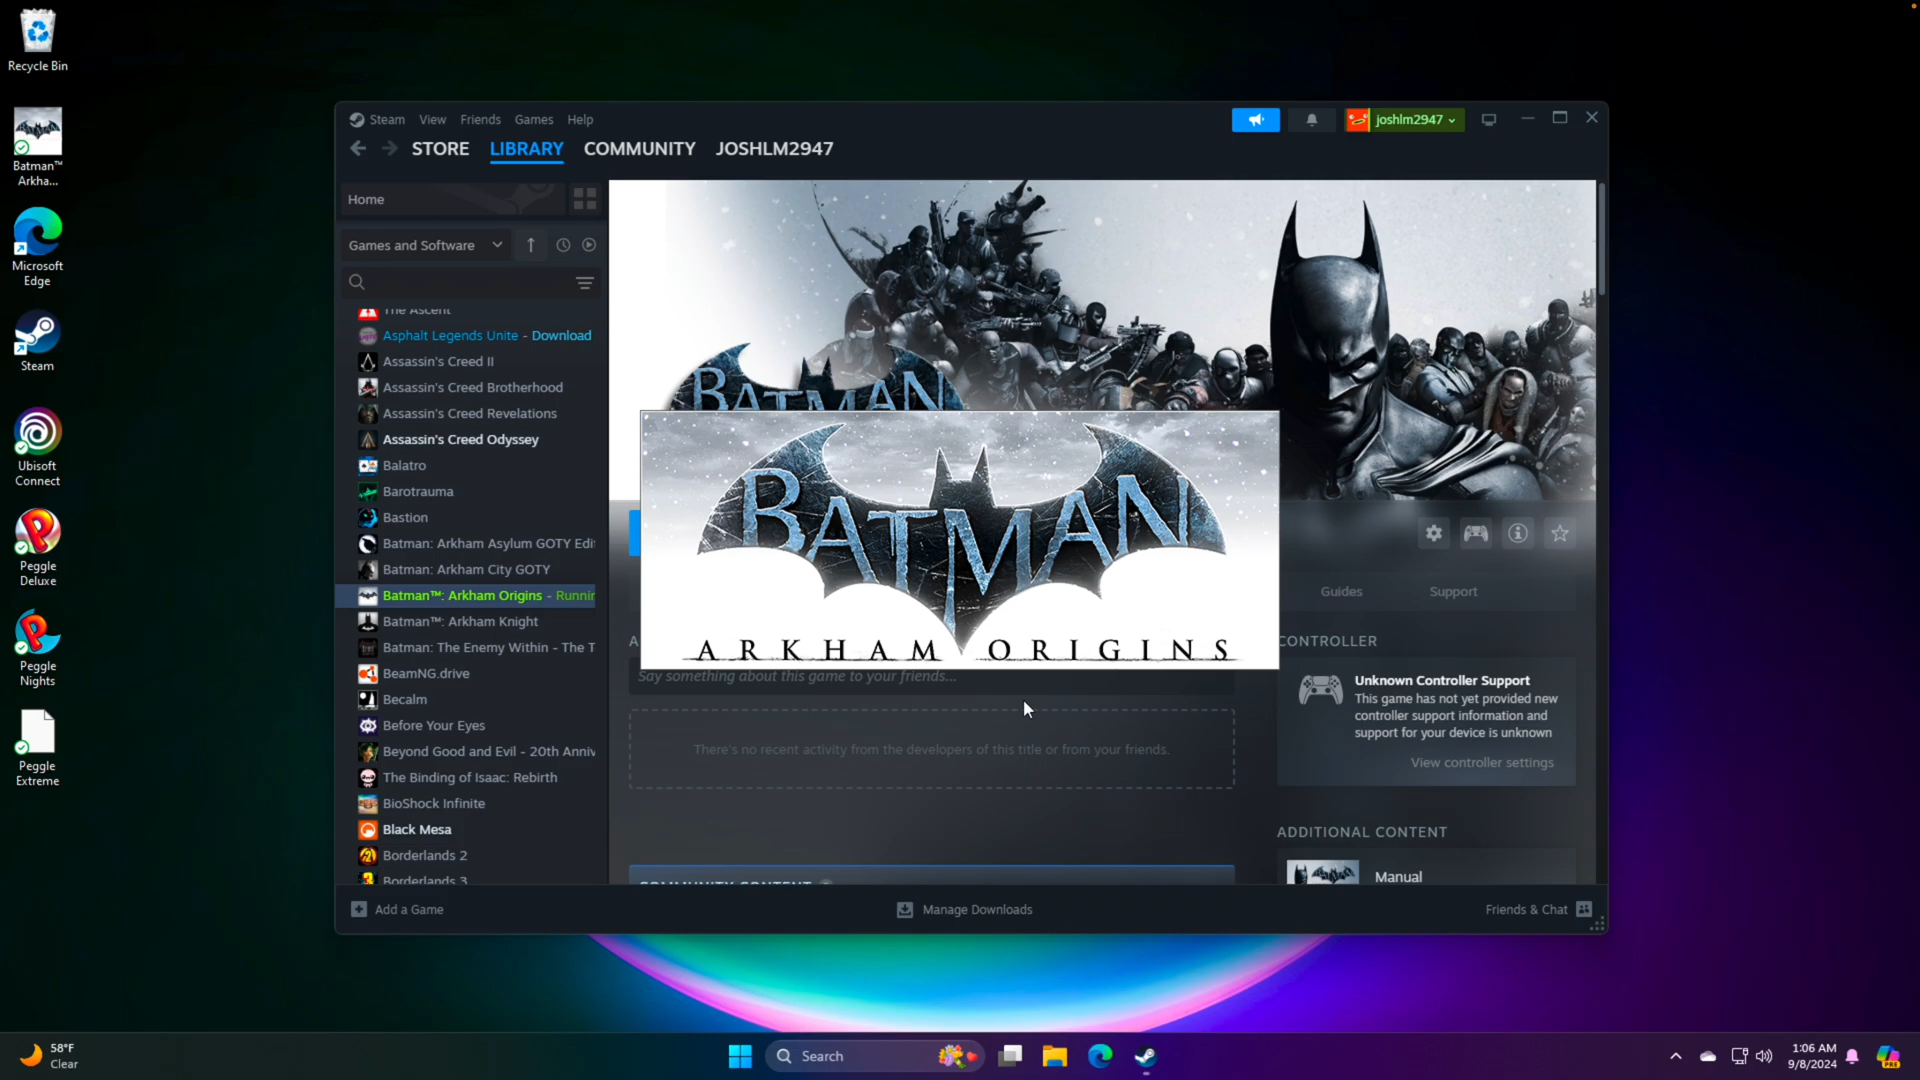 Recycle Bin
Batman™
Arkha...
Microsoft
Edge
Steam
Ubisoft
Connect
Peggle
Deluxe
Peggle
Nights
Peggle
Extreme
Steam View Friends Games Help
joshlm2947
STORE LIBRARY COMMUNITY JOSHLM2947
Home
Games and Software
The Ascent
Asphalt Legends Unite - Download
Assassin's Creed II
Assassin's Creed Brotherhood
Assassin's Creed Revelations
Assassin's Creed Odyssey
Balatro
Barotrauma
Bastion
Batman: Arkham Asylum GOTY Edi
Batman: Arkham City GOTY
Batman™: Arkham Origins - Runnin
Batman™: Arkham Knight
Batman: The Enemy Within - The T
BeamNG.drive
Becalm
Before Your Eyes
Beyond Good and Evil - 20th Anniv
The Binding of Isaac: Rebirth
BioShock Infinite
Black Mesa
Borderlands 2
Borderlands 3
BATMAN
BATMAN
ARKHAM ORIGINS
Guides Support
Say something about this game to your friends...
There's no recent activity from the developers of this title or from your friends.
COMMUNITY CONTENT
CONTROLLER
Unknown Controller Support
This game has not yet provided new
controller support information and
support for your device is unknown
View controller settings
ADDITIONAL CONTENT
Manual
Add a Game
Manage Downloads
Friends & Chat
58°F
Clear
Search
1:06 AM
9/8/2024